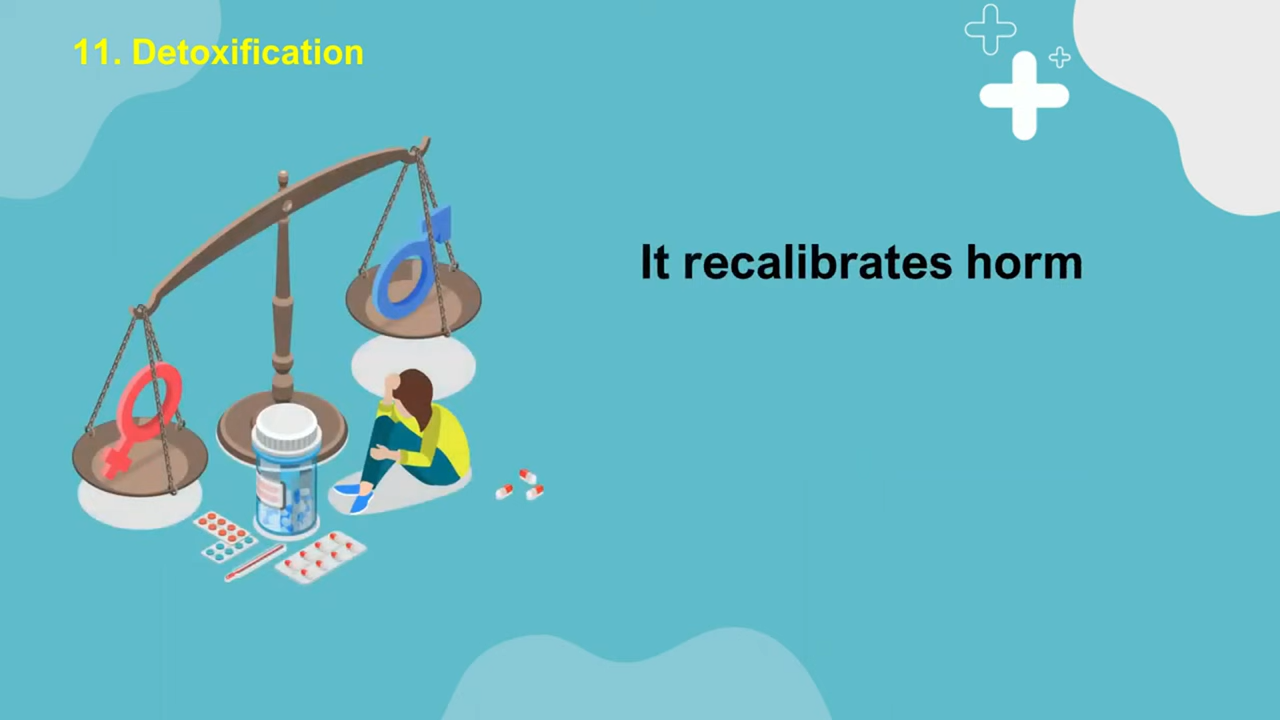 11. Detoxification
It recalibrates horm